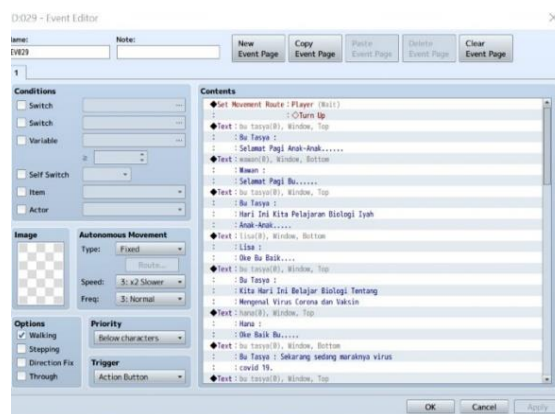 D:029 - Event Editor
Name:
Note:
EV029
New
Event Page
Copy
Event Page
Paste
Event Page
Delete
Event Page
Clear
Event Page
1
Conditions
Switch
...
Switch
...
Variable
...
≥
Self Switch
Item
Actor
Image
Autonomous Movement
Type:
Fixed
Route...
Speed:
3: x2 Slower
Freq:
3: Normal
Options
Walking
Stepping
Direction Fix
Through
Priority
Below characters
Trigger
Action Button
Contents
◆Set Movement Route : Player (Wait)
: : ◇Turn Up
◆Text : bu tasya(0), Window, Top
: : Bu Tasya :
: : Selamat Pagi Anak-Anak......
◆Text : wawan(0), Window, Bottom
: : Wawan :
: : Selamat Pagi Bu......
◆Text : bu tasya(0), Window, Top
: : Bu Tasya :
: : Hari Ini Kita Pelajaran Biologi Iyah
: : Anak-Anak.....
◆Text : lisa(0), Window, Bottom
: : Lisa :
: : Oke Bu Baik....
◆Text : bu tasya(0), Window, Top
: : Bu Tasya :
: : Kita Hari Ini Belajar Biologi Tentang
: : Mengenal Virus Corona dan Vaksin
◆Text : hana(0), Window, Top
: : Hana :
: : Oke Baik Bu.....
◆Text : bu tasya(0), Window, Bottom
: : Bu Tasya : Sekarang sedang maraknya virus
: : covid 19.
◆Text : bu tasya(0), Window, Top
OK
Cancel
Apply